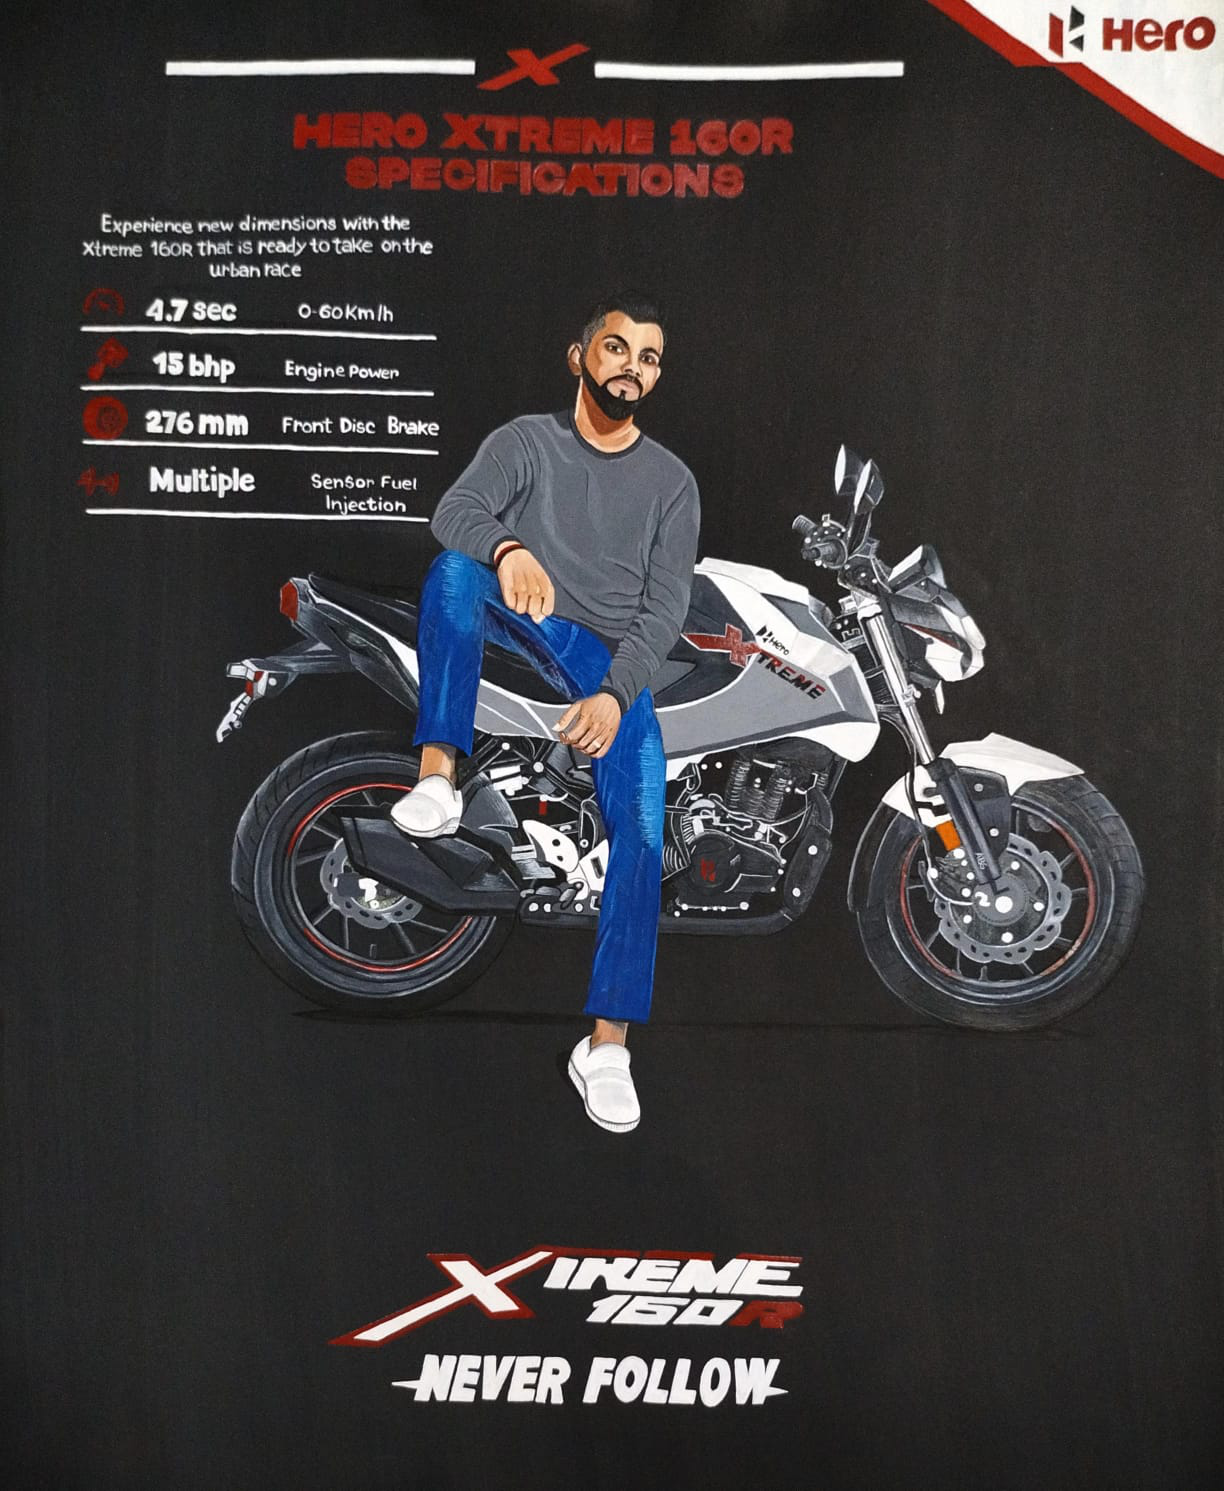 Hero
X
HERO XTREME 160R
SPECIFICATIONS
Experience new dimensions with the
Xtreme 160R that is ready to take on the
urban race
4.7 sec 0-60Km/h
15 bhp Engine Power
276 mm Front Disc Brake
Multiple Sensor Fuel
Injection
Hero
XTREME
ABS
XTREME
160R
NEVER FOLLOW